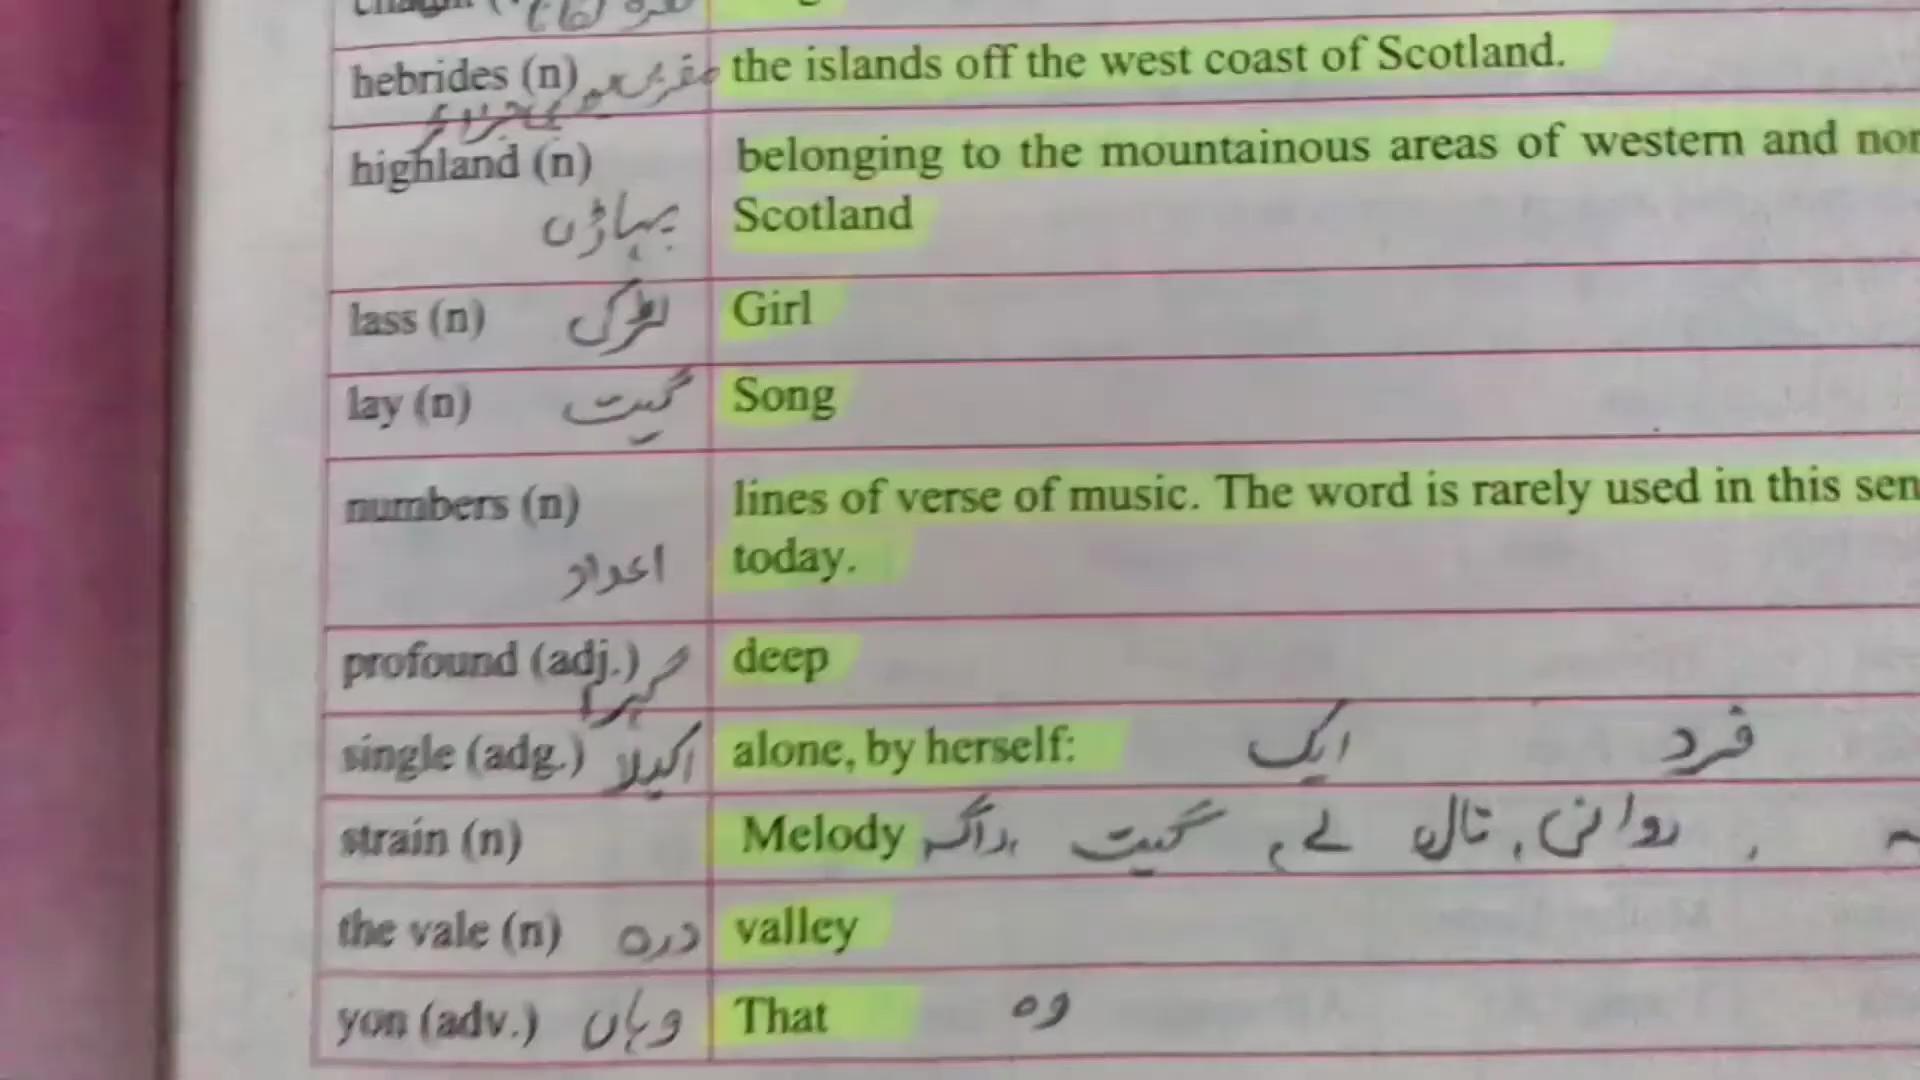 hebrides (n) the islands off the west coast of Scotland.
highland (n) belonging to the mountainous areas of western and nor
پہاڑی Scotland
lass (n) لڑکی Girl
lay (n) گیت Song
numbers (n) lines of verse of music. The word is rarely used in this sen
اعداد today.
profound (adj.) گہرا deep
single (adg.) اکیلا alone, by herself: ایک فرد
strain (n) Melody راگ، گیت، لے، تال، روانی،
the vale (n) درہ valley
yon (adv.) وہاں That وہ